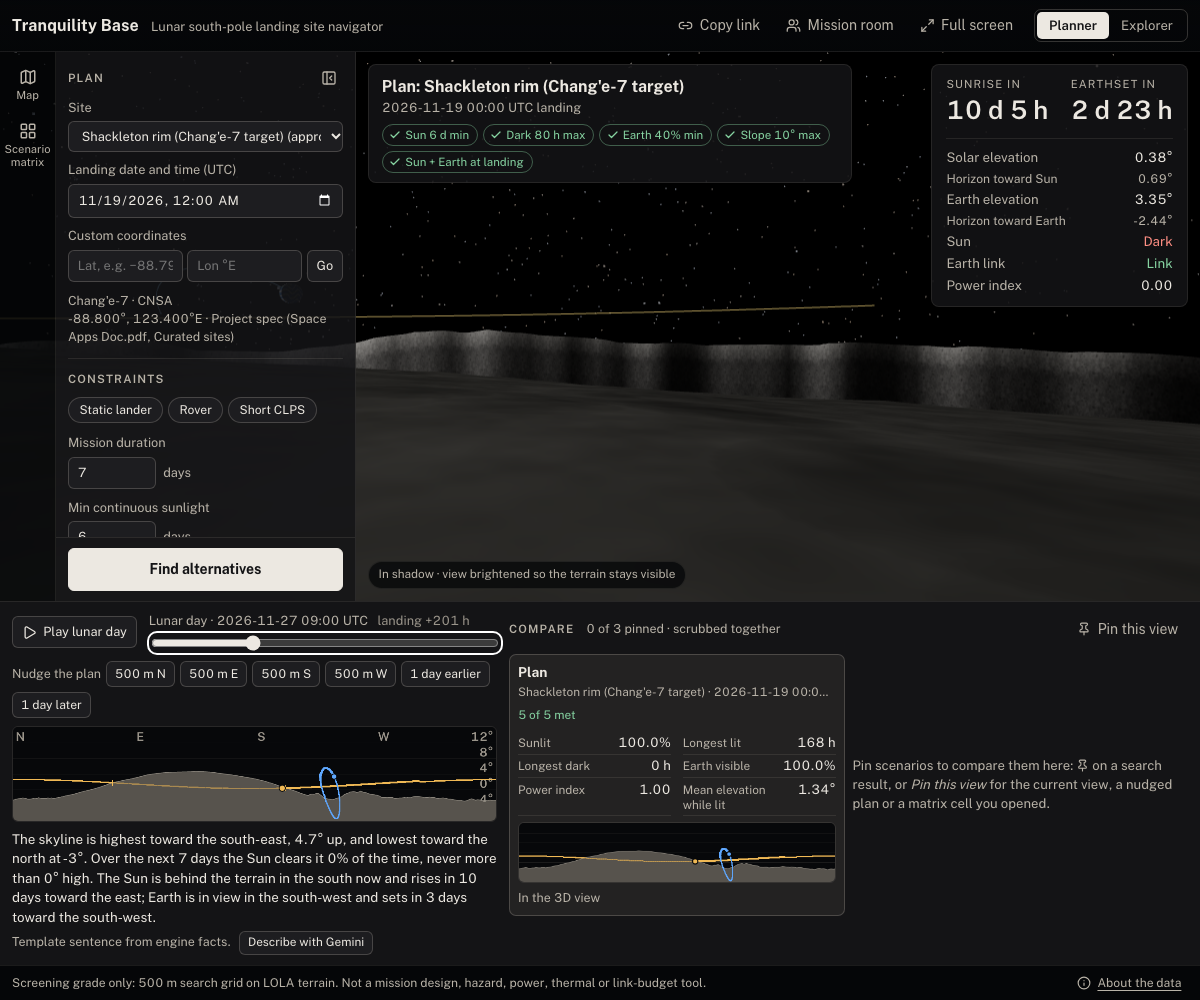 Tranquility Base Lunar south-pole landing site navigator
Copy link Mission room Full screen Planner Explorer
Map
Scenario
matrix
PLAN
Site
Shackleton rim (Chang'e-7 target) (appro
Landing date and time (UTC)
11/19/2026, 12:00 AM
Custom coordinates
Lat, e.g. −88.79 Lon °E Go
Chang'e-7 · CNSA
-88.800°, 123.400°E · Project spec (Space
Apps Doc.pdf, Curated sites)
CONSTRAINTS
Static lander Rover Short CLPS
Mission duration
7 days
Min continuous sunlight
6 days
Find alternatives
Plan: Shackleton rim (Chang'e-7 target)
2026-11-19 00:00 UTC landing
Sun 6 d min Dark 80 h max Earth 40% min Slope 10° max
Sun + Earth at landing
SUNRISE IN EARTHSET IN
10 d 5 h 2 d 23 h
Solar elevation 0.38°
Horizon toward Sun 0.69°
Earth elevation 3.35°
Horizon toward Earth -2.44°
Sun Dark
Earth link Link
Power index 0.00
In shadow · view brightened so the terrain stays visible
Play lunar day
Lunar day · 2026-11-27 09:00 UTC landing +201 h
Nudge the plan 500 m N 500 m E 500 m S 500 m W 1 day earlier
1 day later
N E S W 12°
8°
4°
0°
4°
The skyline is highest toward the south-east, 4.7° up, and lowest toward the
north at -3°. Over the next 7 days the Sun clears it 0% of the time, never more
than 0° high. The Sun is behind the terrain in the south now and rises in 10
days toward the east; Earth is in view in the south-west and sets in 3 days
toward the south-west.
Template sentence from engine facts. Describe with Gemini
COMPARE 0 of 3 pinned · scrubbed together
Pin this view
Plan
Shackleton rim (Chang'e-7 target) · 2026-11-19 00:0...
5 of 5 met
Sunlit 100.0% Longest lit 168 h
Longest dark 0 h Earth visible 100.0%
Power index 1.00 Mean elevation 1.34°
while lit
In the 3D view
Pin scenarios to compare them here: on a search
result, or Pin this view for the current view, a nudged
plan or a matrix cell you opened.
Screening grade only: 500 m search grid on LOLA terrain. Not a mission design, hazard, power, thermal or link-budget tool.
About the data